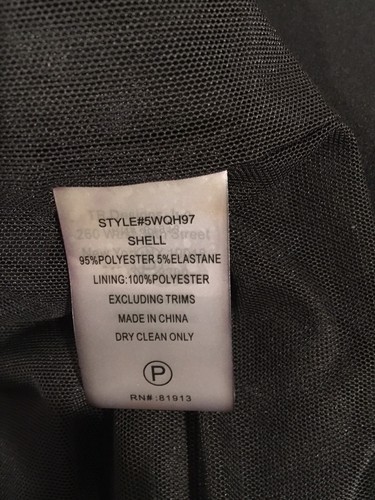 STYLE#5WQH97
SHELL
95%POLYESTER 5%ELASTANE
LINING:100%POLYESTER
EXCLUDING TRIMS
MADE IN CHINA
DRY CLEAN ONLY
P
RN#:81913